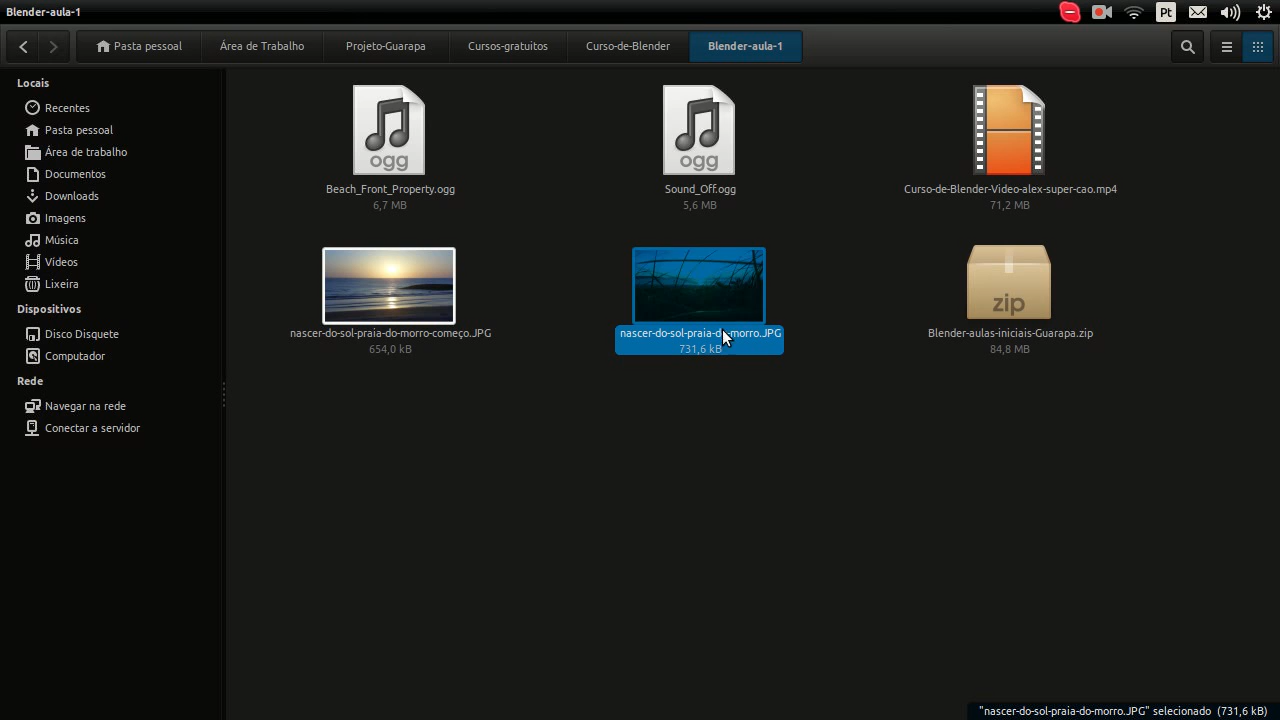 Blender-aula-1
Pt
Pasta pessoal
Área de Trabalho
Projeto-Guarapa
Cursos-gratuitos
Curso-de-Blender
Blender-aula-1
Locais
Recentes
Pasta pessoal
Área de trabalho
Documentos
Downloads
Imagens
Música
Vídeos
Lixeira
Dispositivos
Disco Disquete
Computador
Rede
Navegar na rede
Conectar a servidor
ogg
Beach_Front_Property.ogg
6,7 MB
ogg
Sound_Off.ogg
5,6 MB
Curso-de-Blender-Video-alex-super-cao.mp4
71,2 MB
nascer-do-sol-praia-do-morro-começo.JPG
654,0 kB
nascer-do-sol-praia-do-morro.JPG
731,6 kB
zip
Blender-aulas-iniciais-Guarapa.zip
84,8 MB
"nascer-do-sol-praia-do-morro.JPG" selecionado (731,6 kB)